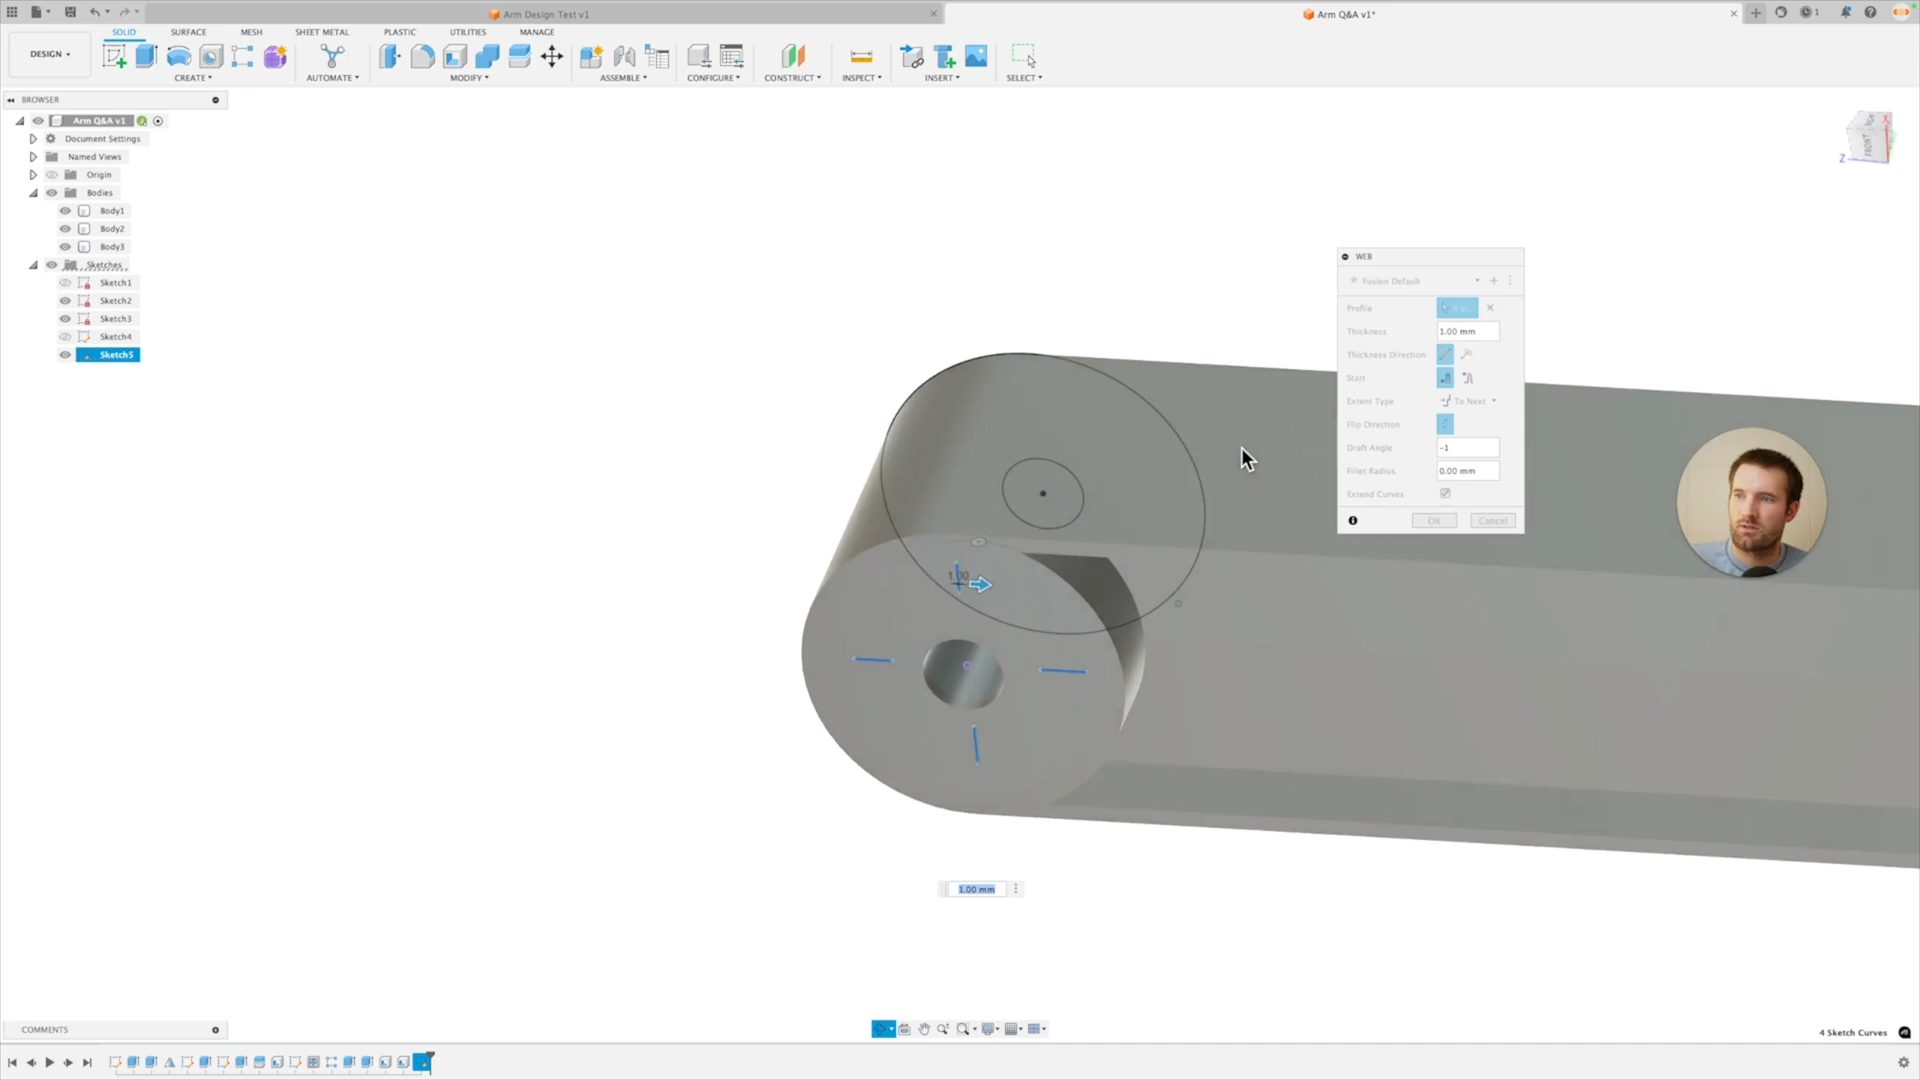 Arm Design Test v1
Arm Q&A v1*
1
DESIGN
SOLID
SURFACE
MESH
SHEET METAL
PLASTIC
UTILITIES
MANAGE
CREATE
AUTOMATE
MODIFY
ASSEMBLE
CONFIGURE
CONSTRUCT
INSPECT
INSERT
SELECT
BROWSER
Arm Q&A v1
Document Settings
Named Views
Origin
Bodies
Body1
Body2
Body3
Sketches
Sketch1
Sketch2
Sketch3
Sketch4
Sketch5
FRONT
X
Z
WEB
Fusion Default
Profile
Thickness
1.00 mm
Thickness Direction
Start
Extent Type
To Next
Flip Direction
Draft Angle
-1
Fillet Radius
0.00 mm
Extend Curves
OK
Cancel
1.00 mm
COMMENTS
4 Sketch Curves